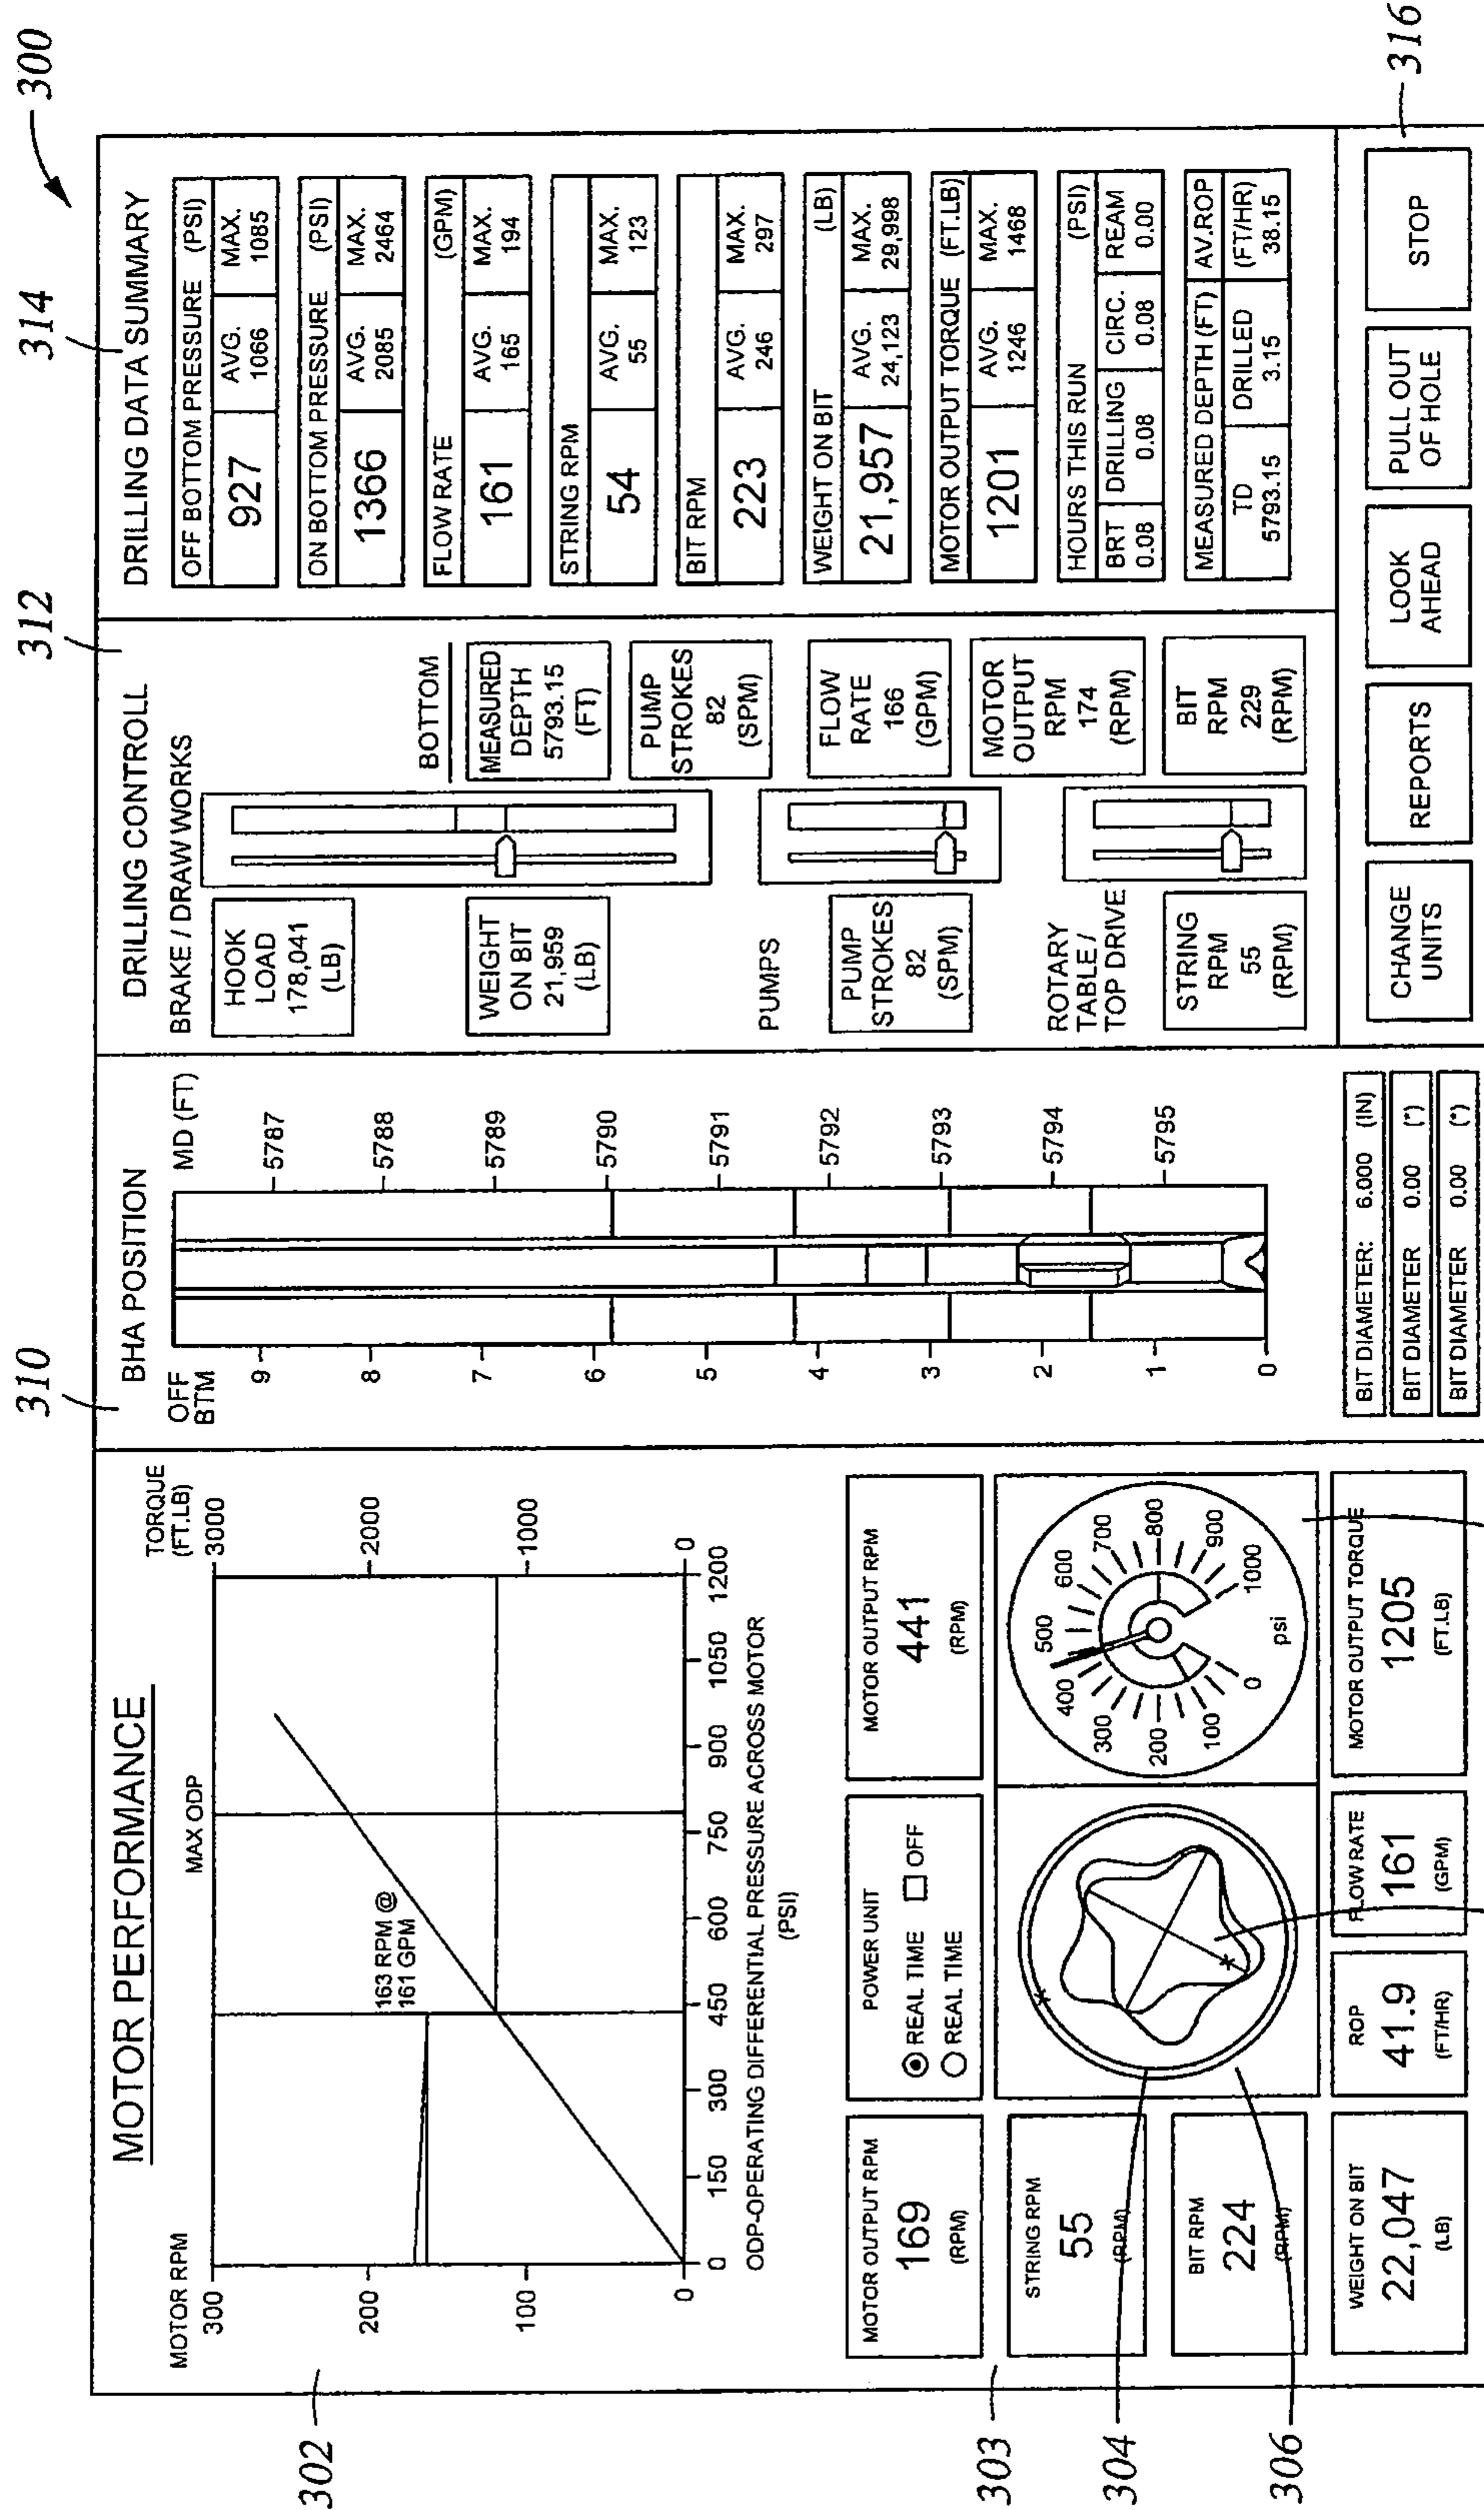 300
310
312
314
MOTOR PERFORMANCE
MOTOR RPM
TORQUE
(FT.LB)
MAX ODP
163 RPM @
161 GPM
300
200
100
0
3000
2000
1000
0
0 150 300 450 600 750 900 1050 1200
ODP-OPERATING DIFFERENTIAL PRESSURE ACROSS MOTOR
(PSI)
302
303
304
306
MOTOR OUTPUT RPM
169
(RPM)
POWER UNIT
REAL TIME OFF
REAL TIME
MOTOR OUTPUT RPM
441
(RPM)
STRING RPM
55
(RPM)
BIT RPM
224
(RPM)
0 100 200 300 400 500 600 700 800 900 1000
psi
WEIGHT ON BIT
22,047
(LB)
ROP
41.9
(FT/HR)
FLOW RATE
161
(GPM)
MOTOR OUTPUT TORQUE
1205
(FT.LB)
BHA POSITION
OFF
BTM
MD (FT)
9
8
7
6
5
4
3
2
1
0
5787
5788
5789
5790
5791
5792
5793
5794
5795
BIT DIAMETER: 6.000 (IN)
BIT DIAMETER 0.00 (")
BIT DIAMETER 0.00 (")
DRILLING CONTROLL
BRAKE / DRAW WORKS
HOOK
LOAD
178,041
(LB)
WEIGHT
ON BIT
21,959
(LB)
BOTTOM
MEASURED
DEPTH
5793.15
(FT)
PUMP
STROKES
82
(SPM)
PUMPS
PUMP
STROKES
82
(SPM)
FLOW
RATE
166
(GPM)
MOTOR
OUTPUT
RPM
174
(RPM)
ROTARY
TABLE /
TOP DRIVE
STRING
RPM
55
(RPM)
BIT
RPM
229
(RPM)
DRILLING DATA SUMMARY
OFF BOTTOM PRESSURE (PSI)
927
AVG.
1066
MAX.
1085
ON BOTTOM PRESSURE (PSI)
1366
AVG.
2085
MAX.
2464
FLOW RATE (GPM)
161
AVG.
165
MAX.
194
STRING RPM
54
AVG.
55
MAX.
123
BIT RPM
223
AVG.
246
MAX.
297
WEIGHT ON BIT (LB)
21,957
AVG.
24,123
MAX.
29,998
MOTOR OUTPUT TORQUE (FT.LB)
1201
AVG.
1246
MAX.
1468
HOURS THIS RUN (PSI)
BRT DRILLING CIRC. REAM
0.08 0.08 0.08 0.00
MEASURED DEPTH (FT) AV.ROP
TD DRILLED (FT/HR)
5793.15 3.15 38.15
CHANGE
UNITS
REPORTS
LOOK
AHEAD
PULL OUT
OF HOLE
STOP
316